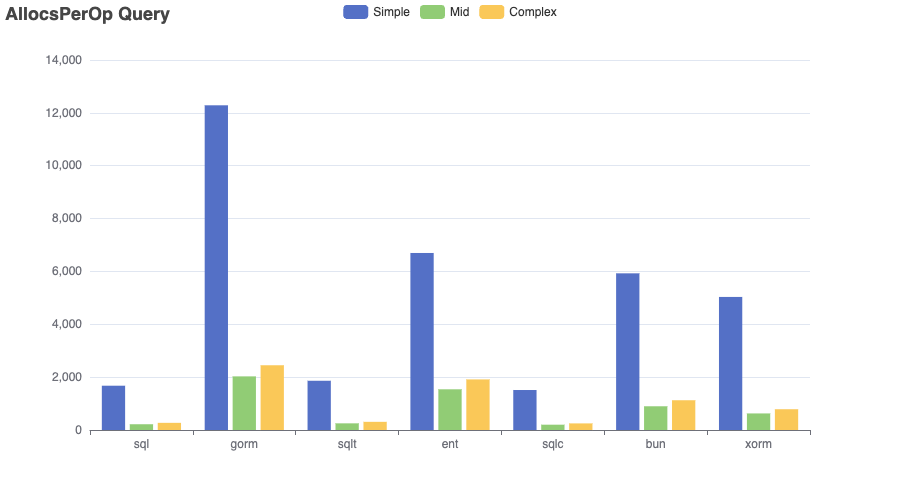 AllocsPerOp Query
Simple Mid Complex
14,000
12,000
10,000
8,000
6,000
4,000
2,000
0
sql gorm sqlt ent sqlc bun xorm